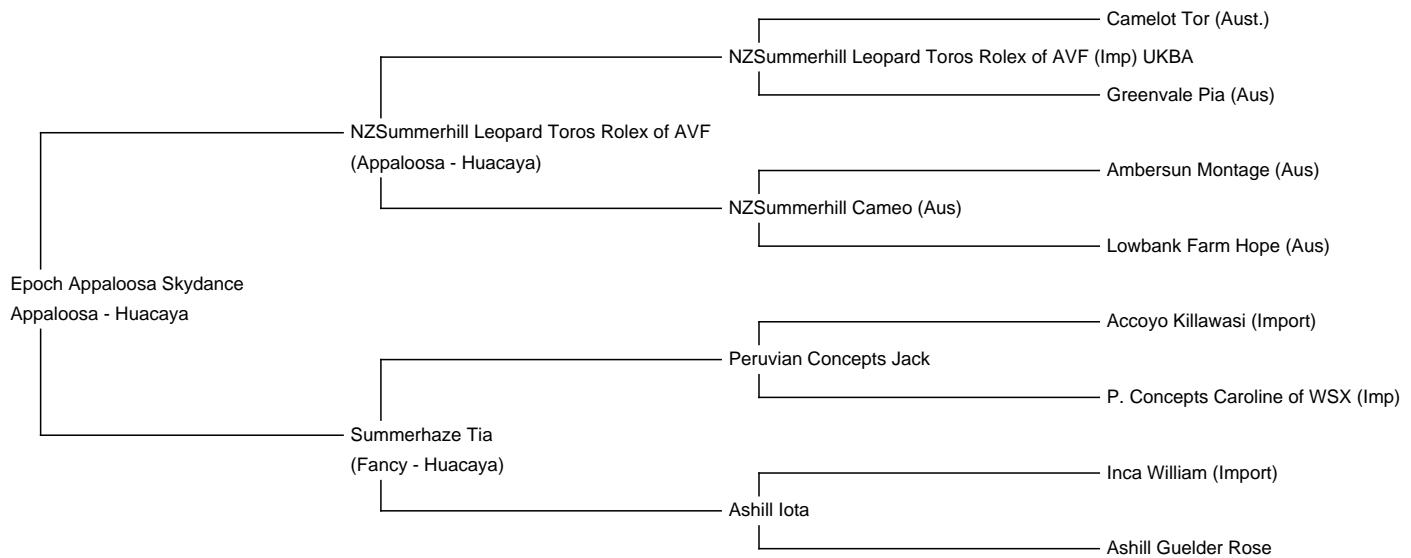 Camelot Tor (Aust.)
NZSummerhill Leopard Toros Rolex of AVF (Imp) UKBA
Greenvale Pia (Aus)
NZSummerhill Leopard Toros Rolex of AVF
(Appaloosa - Huacaya)
Ambersun Montage (Aus)
NZSummerhill Cameo (Aus)
Lowbank Farm Hope (Aus)
Epoch Appaloosa Skydance
Appaloosa - Huacaya
Accoyo Killawasi (Import)
Peruvian Concepts Jack
P. Concepts Caroline of WSX (Imp)
Summerhaze Tia
(Fancy - Huacaya)
Inca William (Import)
Ashill Iota
Ashill Guelder Rose